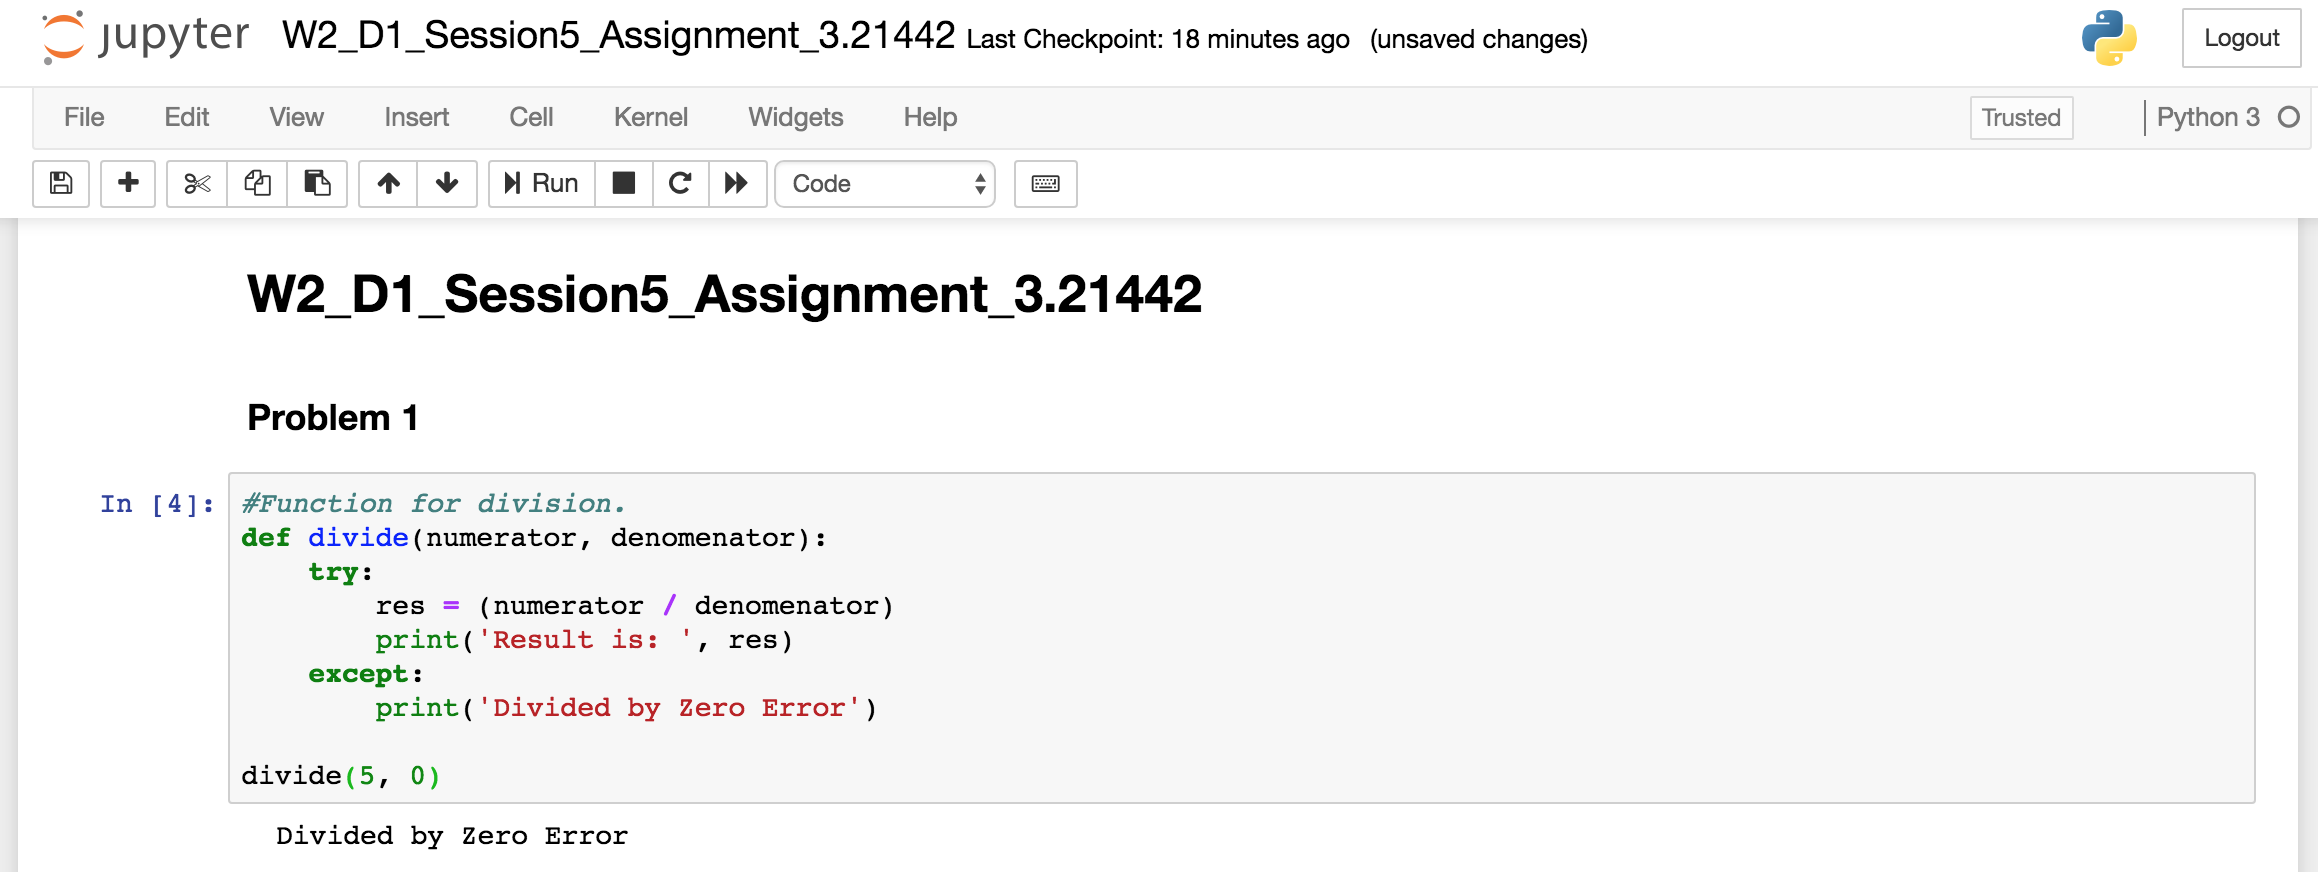 jupyter W2_D1_Session5_Assignment_3.21442 Last Checkpoint: 18 minutes ago (unsaved changes) Logout
File Edit View Insert Cell Kernel Widgets Help Trusted Python 3
Run Code
W2_D1_Session5_Assignment_3.21442
Problem 1
In [4]: #Function for division.
def divide(numerator, denomenator):
    try:
        res = (numerator / denomenator)
        print('Result is: ', res)
    except:
        print('Divided by Zero Error')
divide(5, 0)
Divided by Zero Error